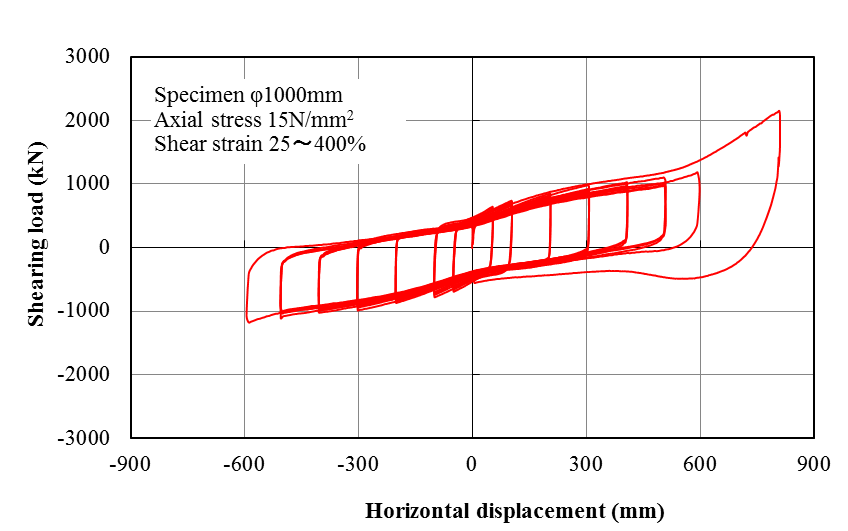 3000
2000
1000
0
-1000
-2000
-3000
Shearing load (kN)
Specimen φ1000mm
Axial stress 15N/mm²
Shear strain 25～400%
-900 -600 -300 0 300 600 900
Horizontal displacement (mm)